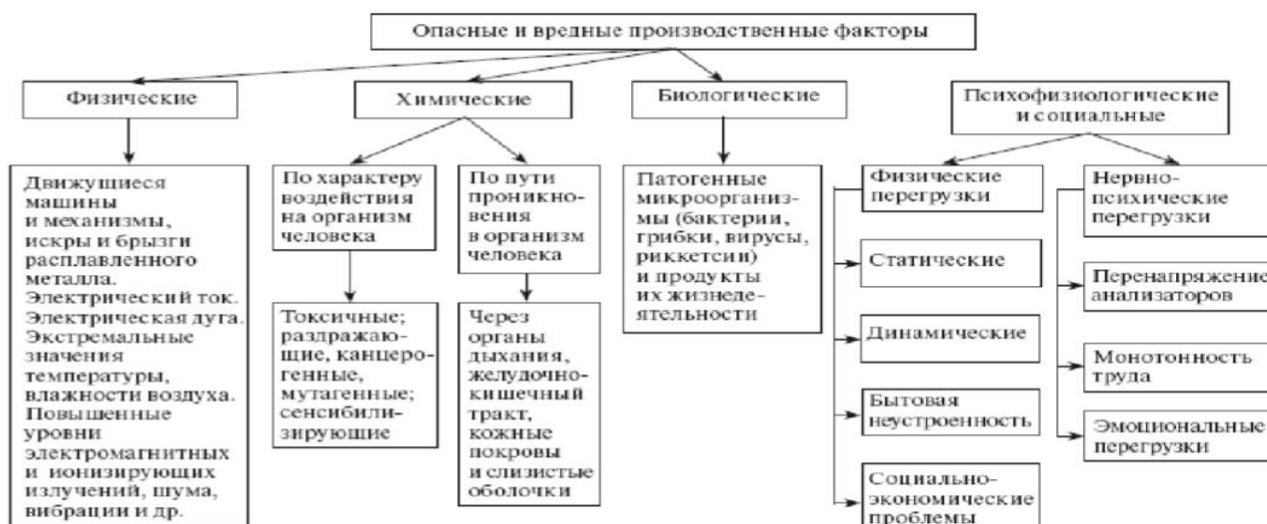 Опасные и вредные производственные факторы
Физические
Химические
Биологические
Психофизиологические
и социальные
Движущиеся
машины
и механизмы,
искры и брызги
расплавленного
металла.
Электрический ток.
Электрическая дуга.
Экстремальные
значения
температуры,
влажности воздуха.
Повышенные
уровни
электромагнитных
и ионизирующих
излучений, шума,
вибрации и др.
По характеру
воздействия
на организм
человека
Токсичные;
раздражаю-
щие, канцеро-
генные,
мутагенные;
сенсибили-
зирующие
По пути
проникно-
вения
в организм
человека
Через
органы
дыхания,
желудочно-
кишечный
тракт,
кожные
покровы
и слизистые
оболочки
Патогенные
микроорганиз-
мы (бактерии,
грибки, вирусы,
риккетсии)
и продукты
их жизнеде-
ятельности
Физические
перегрузки
Статические
Динамические
Бытовая
неустроенность
Социально-
экономические
проблемы
Нервно-
психические
перегрузки
Перенапряжение
анализаторов
Монотонность
труда
Эмоциональные
перегрузки